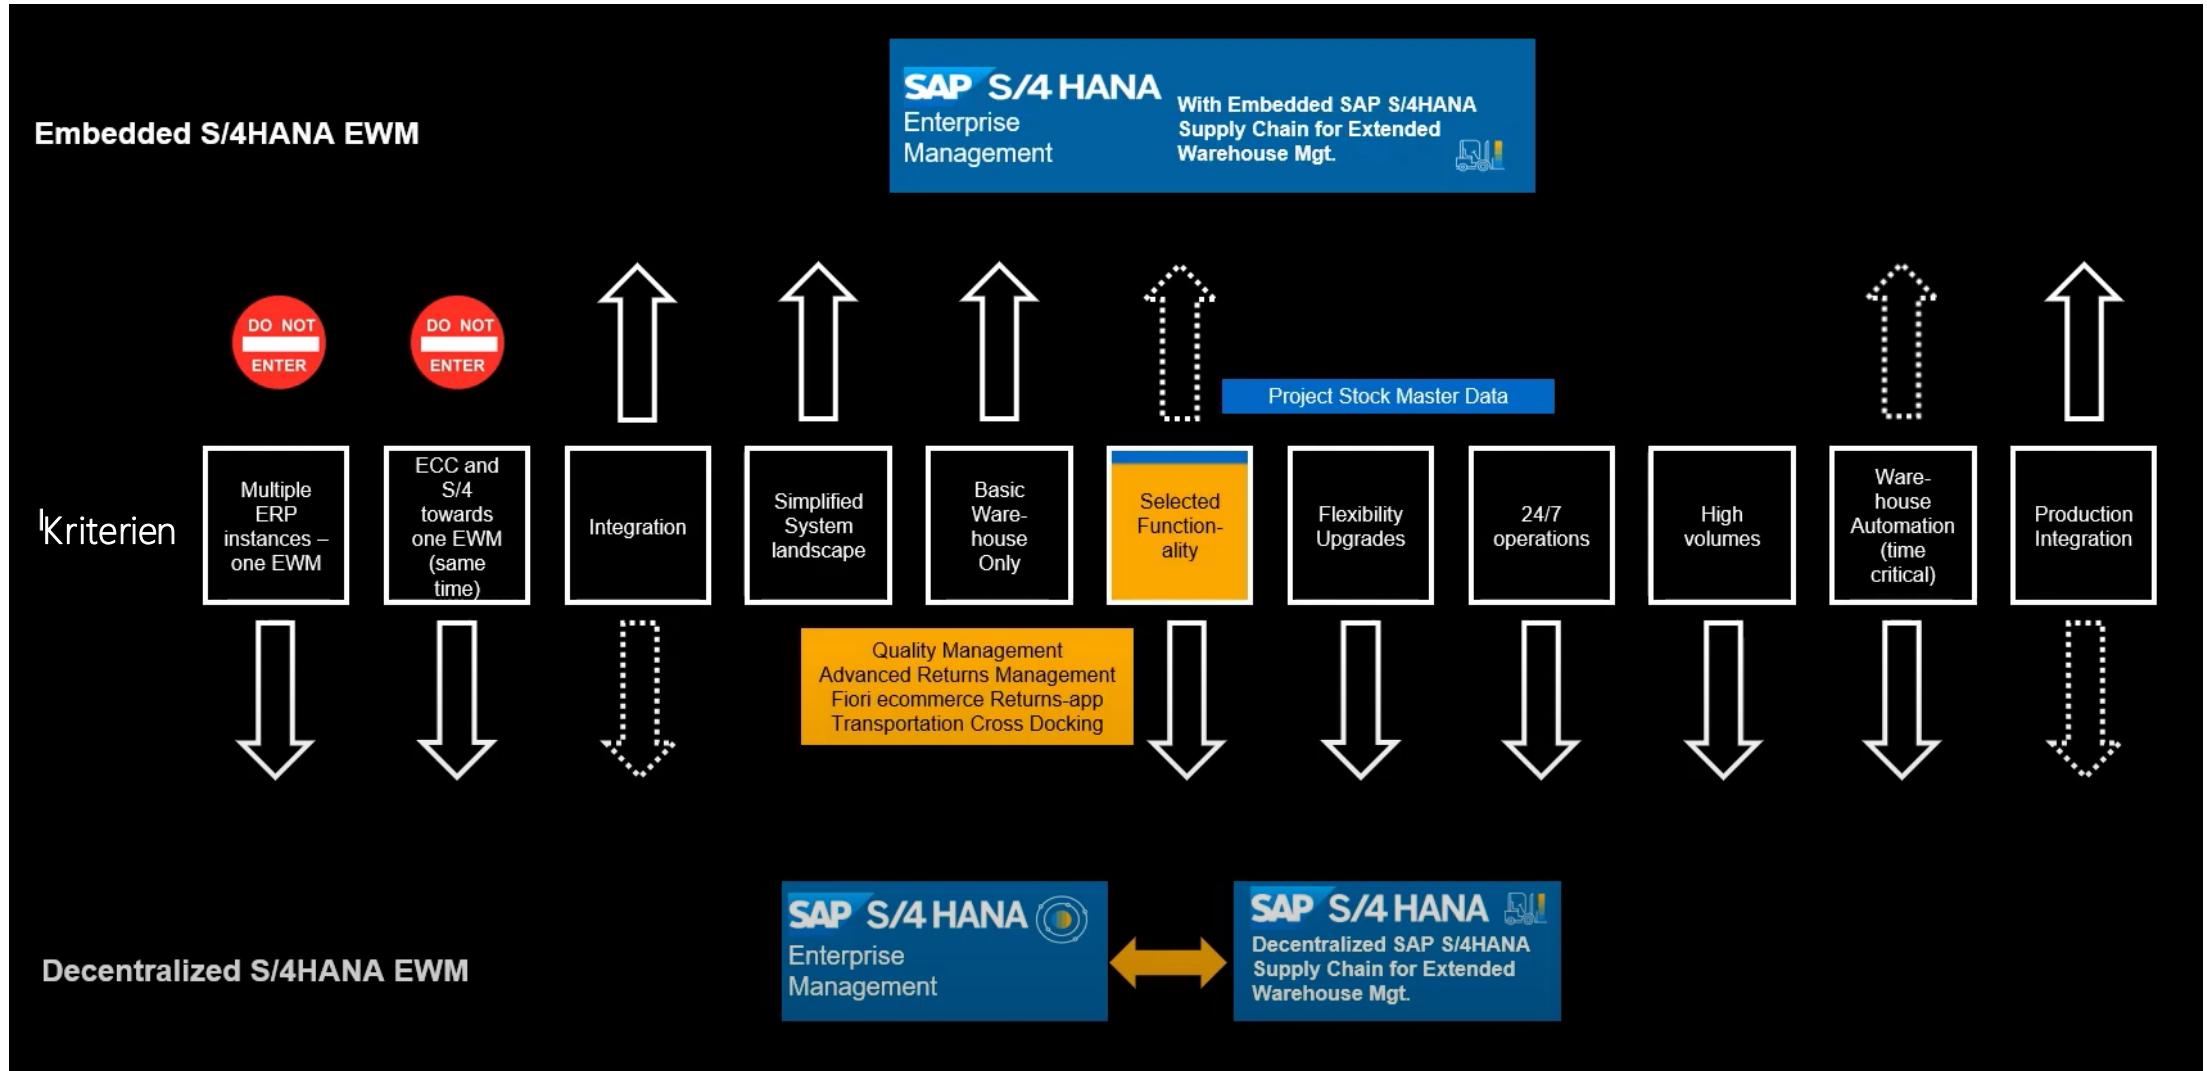 SAP S/4 HANA
Enterprise
Management
With Embedded SAP S/4HANA
Supply Chain for Extended
Warehouse Mgt.
Embedded S/4HANA EWM
DO NOT
ENTER
DO NOT
ENTER
Project Stock Master Data
Kriterien
Multiple
ERP
instances –
one EWM
ECC and
S/4
towards
one EWM
(same
time)
Integration
Simplified
System
landscape
Basic
Ware-
house
Only
Selected
Function-
ality
Flexibility
Upgrades
24/7
operations
High
volumes
Ware-
house
Automation
(time
critical)
Production
Integration
Quality Management
Advanced Returns Management
Fiori ecommerce Returns-app
Transportation Cross Docking
Decentralized S/4HANA EWM
SAP S/4 HANA
Enterprise
Management
SAP S/4 HANA
Decentralized SAP S/4HANA
Supply Chain for Extended
Warehouse Mgt.